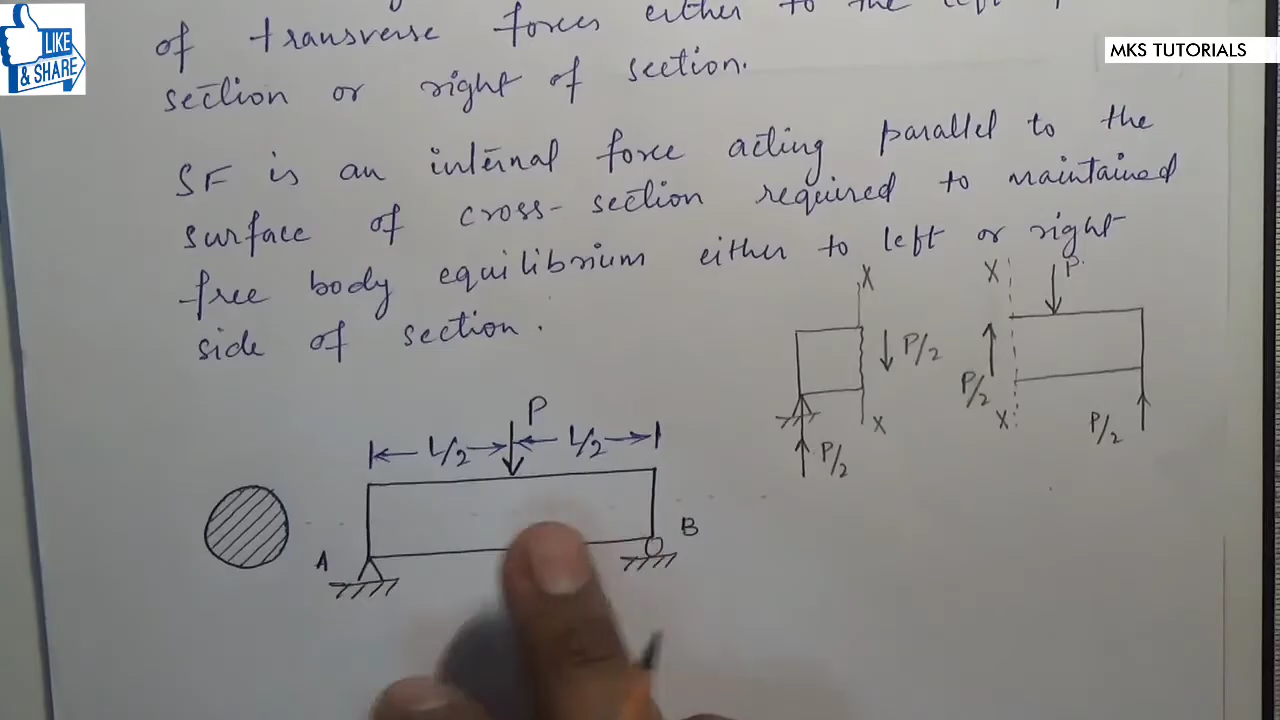 of transverse forces either to the left
section or right of section.
SF is an internal force acting parallel to the
surface of cross-section required to maintained
free body equilibrium either to left or right
side of section.
LIKE
& SHARE
MKS TUTORIALS
X
X
P
P/2
P/2
X
X
P/2
P/2
P
L/2
L/2
A
B